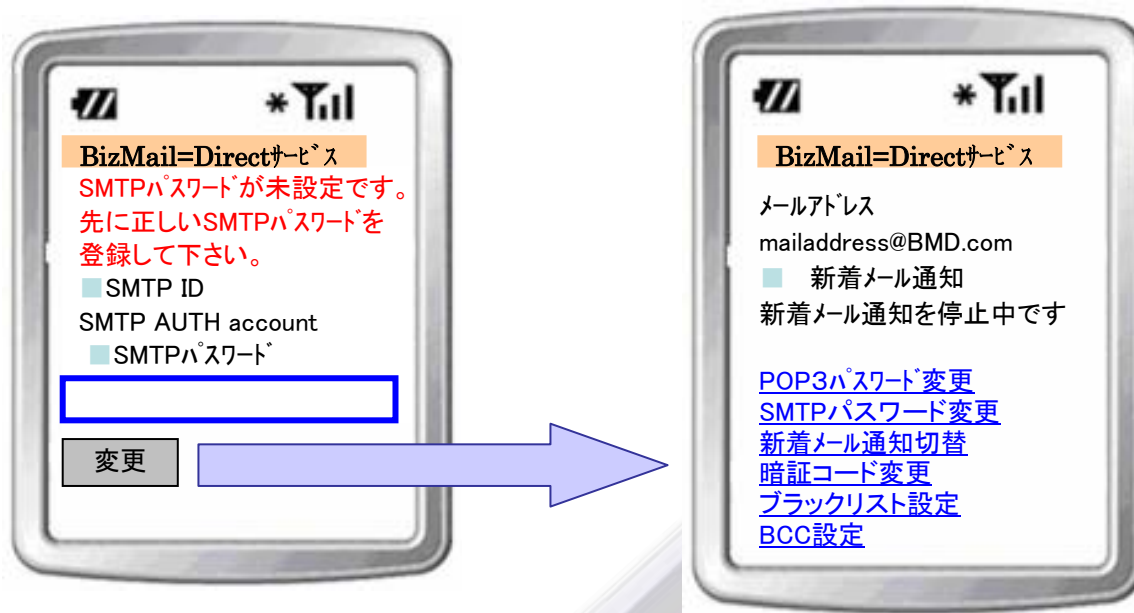 BizMail=Directｻｰﾋﾞｽ
SMTPﾊﾟｽﾜｰﾄﾞが未設定です。
先に正しいSMTPﾊﾟｽﾜｰﾄﾞを
登録して下さい。
SMTP ID
SMTP AUTH account
SMTPﾊﾟｽﾜｰﾄﾞ
変更
BizMail=Directｻｰﾋﾞｽ
ﾒｰﾙｱﾄﾞﾚｽ
mailaddress@BMD.com
新着ﾒｰﾙ通知
新着ﾒｰﾙ通知を停止中です
POP3ﾊﾟｽﾜｰﾄﾞ変更
SMTPパスワード変更
新着ﾒｰﾙ通知切替
暗証コード変更
ブラックリスト設定
BCC設定